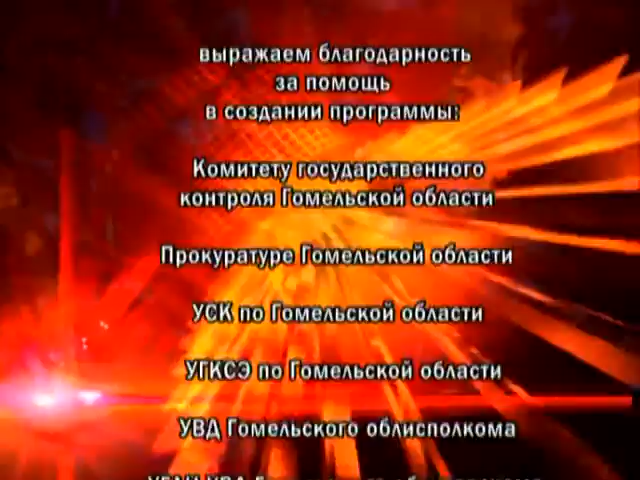 выражаем благодарность
за помощь
в создании программы:
Комитету государственного
контроля Гомельской области
Прокуратуре Гомельской области
УСК по Гомельской области
УГКСЭ по Гомельской области
УВД Гомельского облисполкома